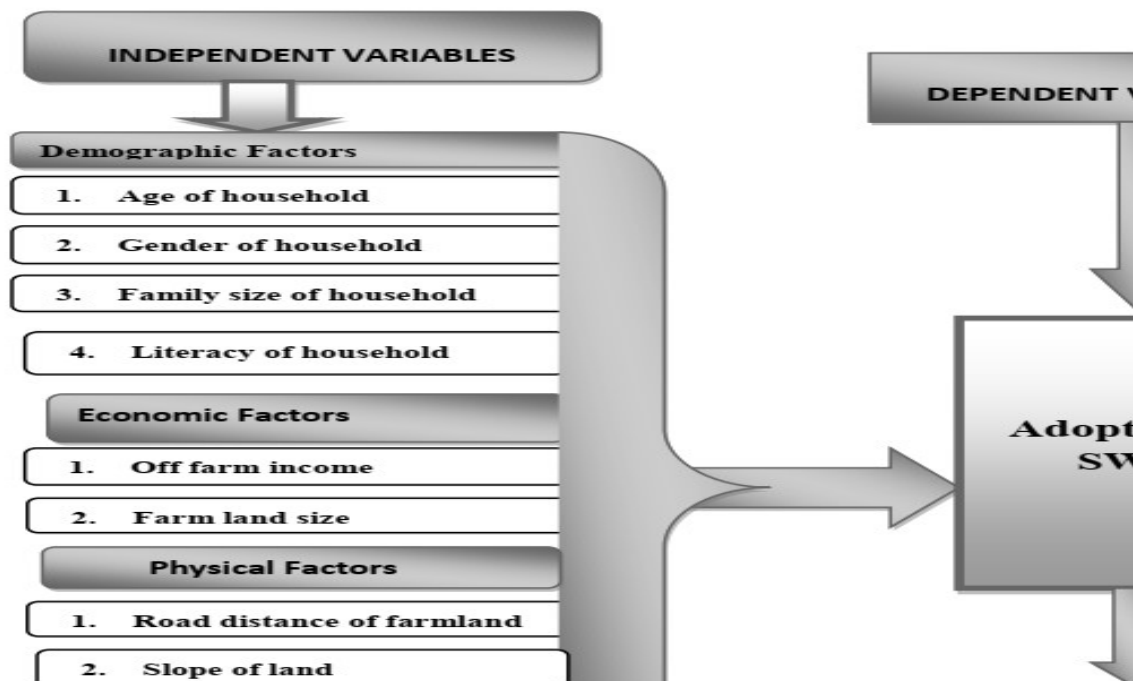 INDEPENDENT VARIABLES
DEPENDENT
Demographic Factors
1. Age of household
2. Gender of household
3. Family size of household
4. Literacy of household
Economic Factors
1. Off farm income
2. Farm land size
Physical Factors
1. Road distance of farmland
2. Slope of land